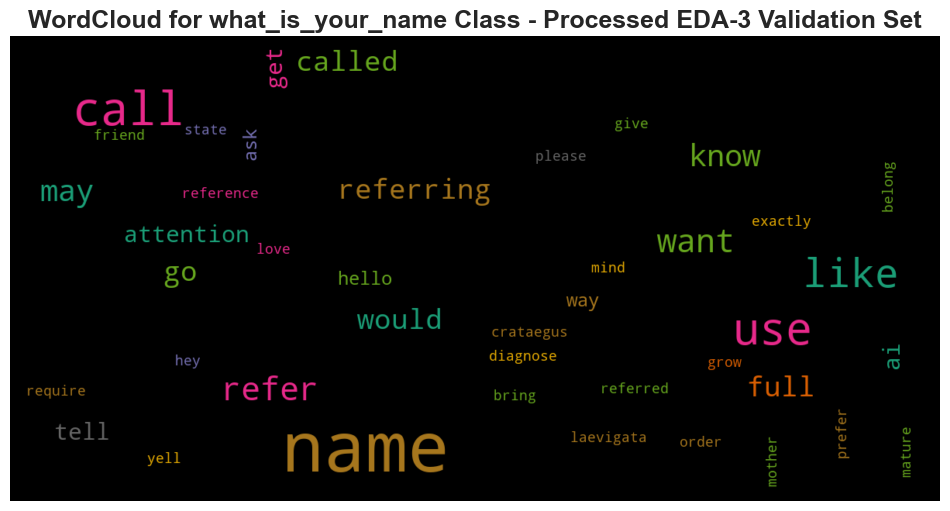 WordCloud for what_is_your_name Class - Processed EDA-3 Validation Set
get
called
call
friend
state
ask
give
please
know
may
reference
referring
belong
exactly
attention
love
want
go
hello
mind
like
way
would
crataegus
use
diagnose
hey
grow
ai
require
refer
bring
referred
full
tell
yell
name
laevigata
order
mother
prefer
mature